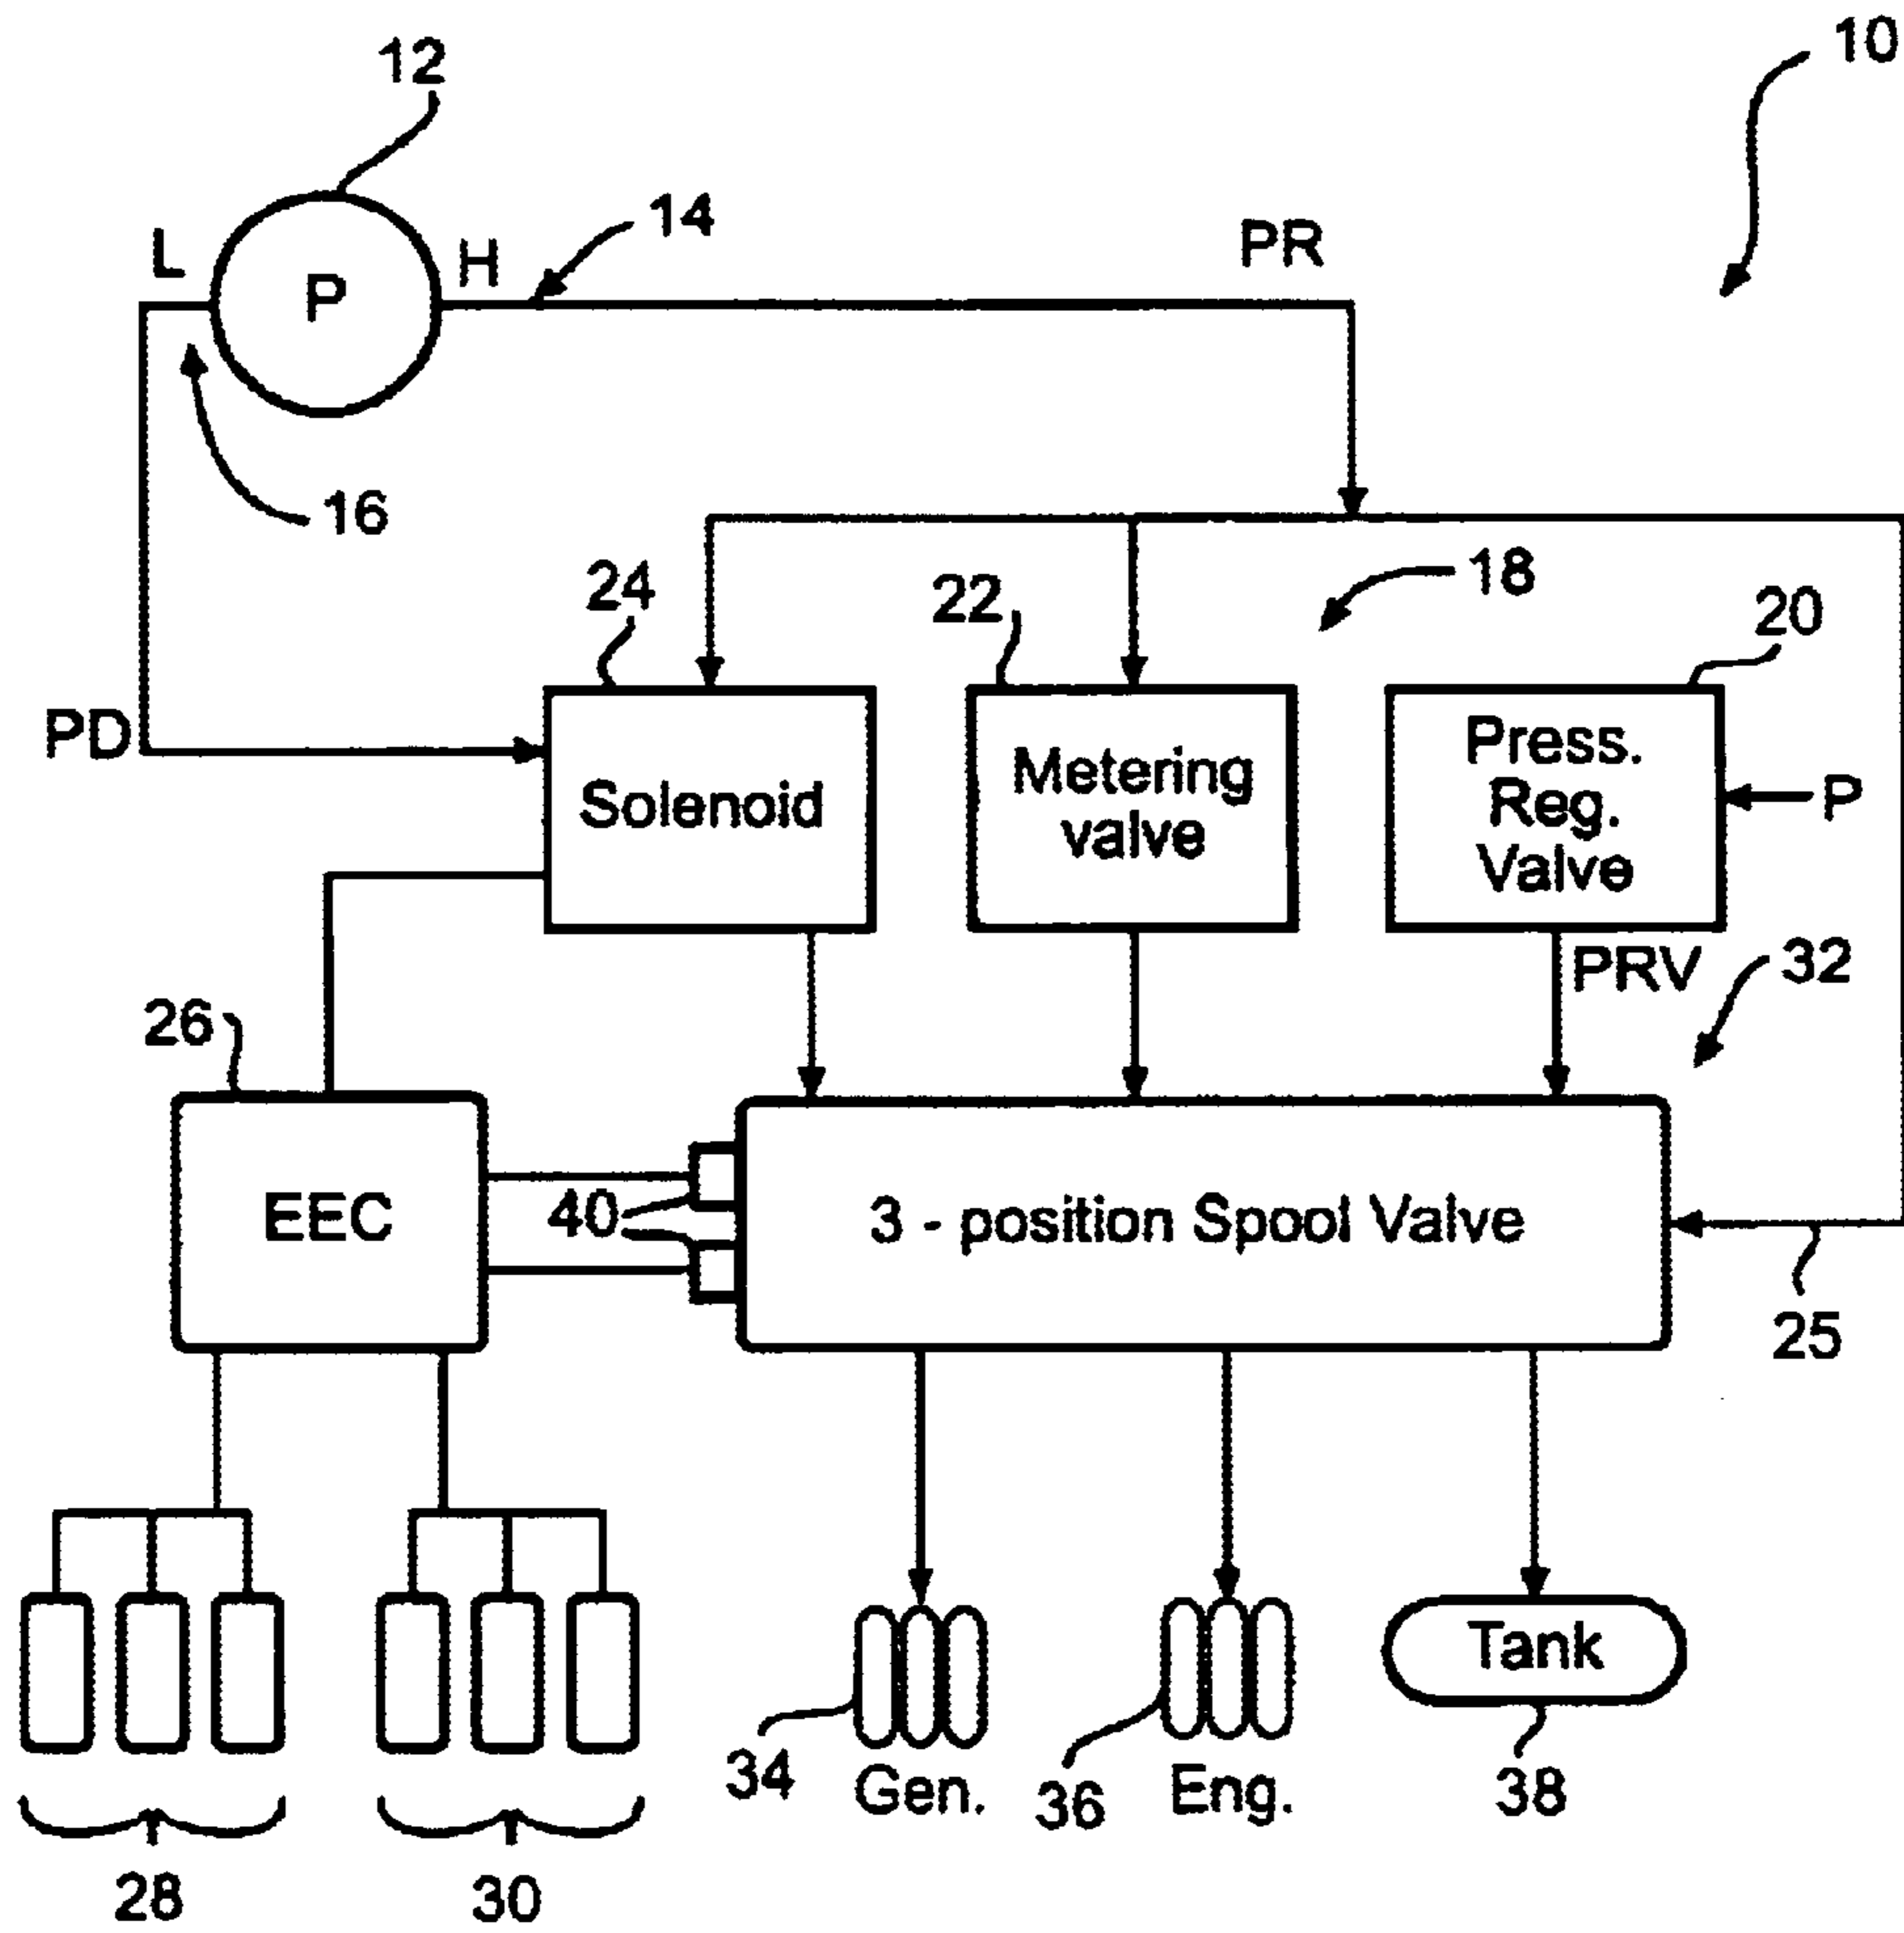 10
12
14
PR
L
P
H
16
18
24
22
20
PD
Solenoid
Metering
valve
Press.
Reg.
Valve
P
PRV
32
26
EEC
40
3 - position Spool Valve
25
Tank
34
Gen.
36
Eng.
38
28
30